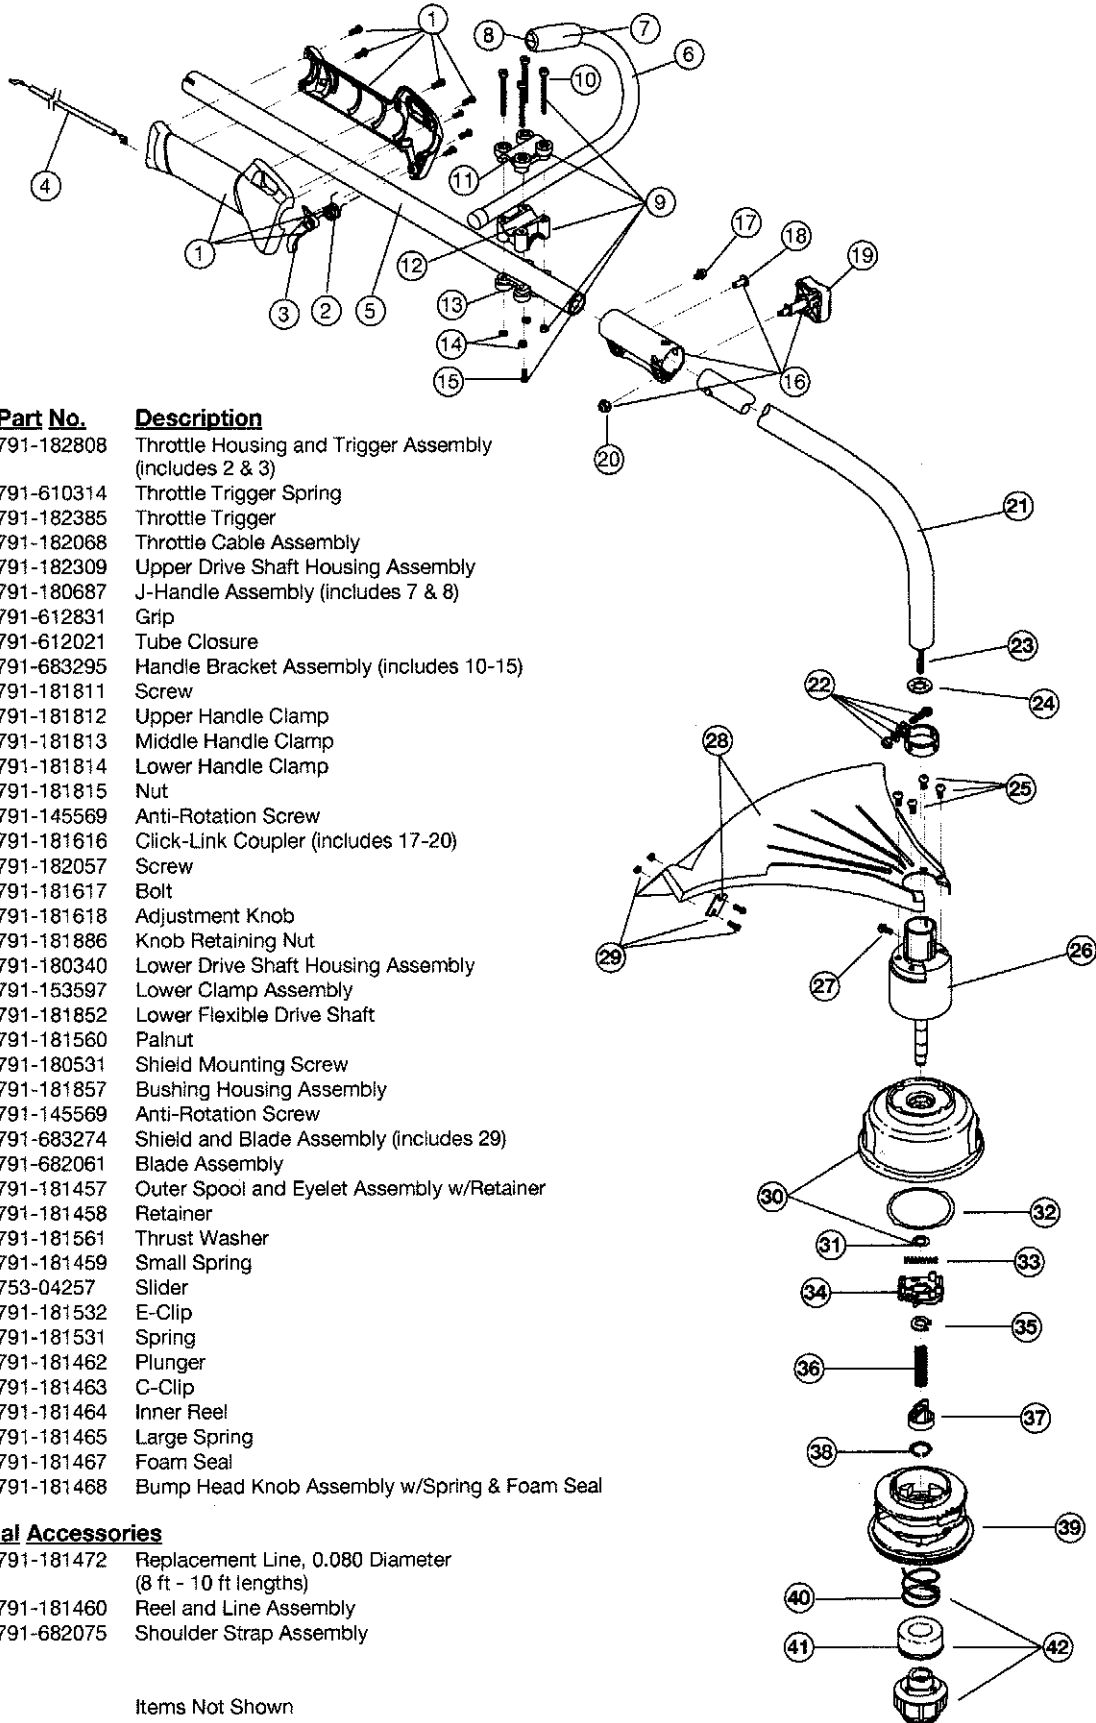 1
8
7
6
10
4
11
9
1
3
2
5
12
13
14
15
17
18
19
16
20
Part No. Description
791-182808 Throttle Housing and Trigger Assembly
(includes 2 & 3)
791-610314 Throttle Trigger Spring
791-182385 Throttle Trigger
791-182068 Throttle Cable Assembly
791-182309 Upper Drive Shaft Housing Assembly
791-180687 J-Handle Assembly (includes 7 & 8)
791-612831 Grip
791-612021 Tube Closure
791-683295 Handle Bracket Assembly (includes 10-15)
791-181811 Screw
791-181812 Upper Handle Clamp
791-181813 Middle Handle Clamp
791-181814 Lower Handle Clamp
791-181815 Nut
791-145569 Anti-Rotation Screw
791-181616 Click-Link Coupler (includes 17-20)
791-182057 Screw
791-181617 Bolt
791-181618 Adjustment Knob
791-181886 Knob Retaining Nut
791-180340 Lower Drive Shaft Housing Assembly
791-153597 Lower Clamp Assembly
791-181852 Lower Flexible Drive Shaft
791-181560 Palnut
791-180531 Shield Mounting Screw
791-181857 Bushing Housing Assembly
791-145569 Anti-Rotation Screw
791-683274 Shield and Blade Assembly (includes 29)
791-682061 Blade Assembly
791-181457 Outer Spool and Eyelet Assembly w/Retainer
791-181458 Retainer
791-181561 Thrust Washer
791-181459 Small Spring
753-04257 Slider
791-181532 E-Clip
791-181531 Spring
791-181462 Plunger
791-181463 C-Clip
791-181464 Inner Reel
791-181465 Large Spring
791-181467 Foam Seal
791-181468 Bump Head Knob Assembly w/Spring & Foam Seal
al Accessories
791-181472 Replacement Line, 0.080 Diameter
(8 ft - 10 ft lengths)
791-181460 Reel and Line Assembly
791-682075 Shoulder Strap Assembly
Items Not Shown
21
23
22
24
28
25
29
27
26
30
32
31
33
34
35
36
37
38
39
40
41
42